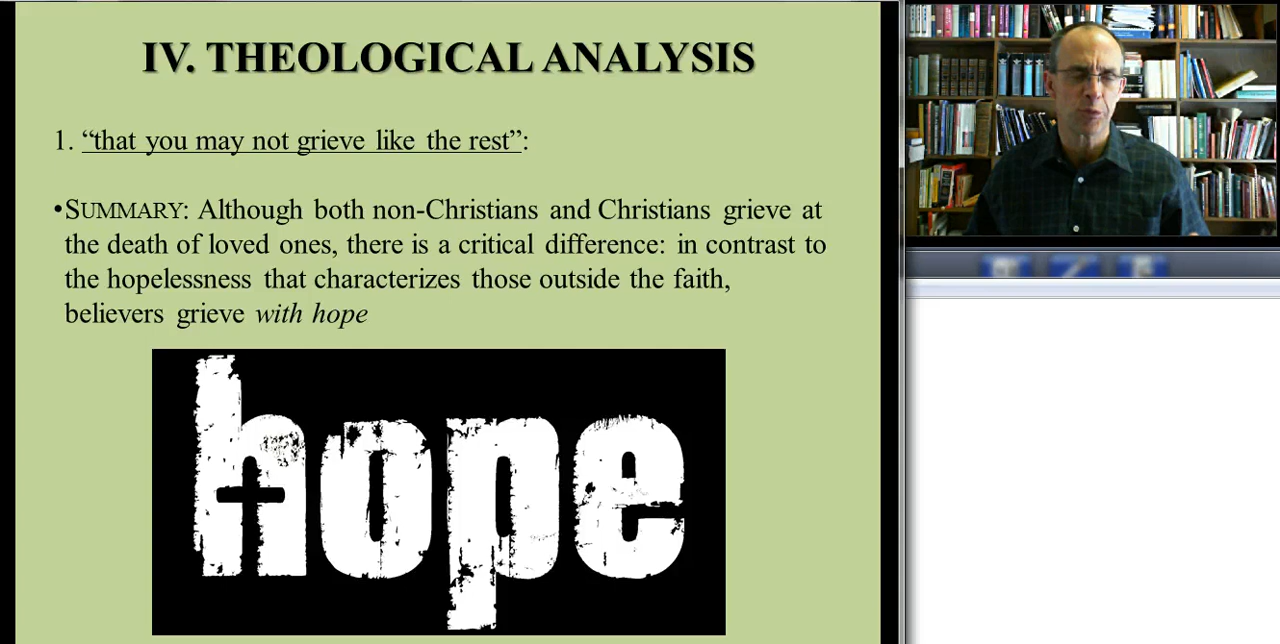 IV. THEOLOGICAL ANALYSIS
1. “that you may not grieve like the rest”:
•SUMMARY: Although both non-Christians and Christians grieve at
the death of loved ones, there is a critical difference: in contrast to
the hopelessness that characterizes those outside the faith,
believers grieve with hope
hope